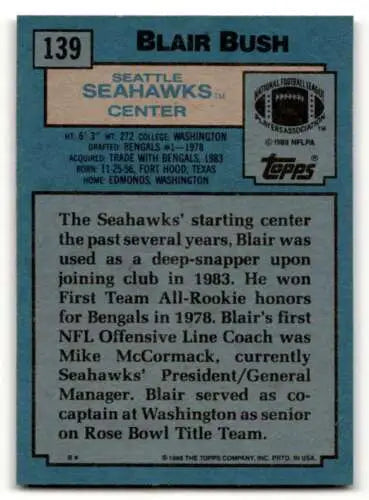 139
BLAIR BUSH
SEATTLE
SEAHAWKS TM
CENTER
NATIONAL FOOTBALL LEAGUE
PLAYERS ASSOCIATION
© 1988 NFLPA
topps®
HT: 6' 3" WT: 272 COLLEGE: WASHINGTON
DRAFTED: BENGALS #1—1978
ACQUIRED: TRADE WITH BENGALS, 1983
BORN: 11-25-56, FORT HOOD, TEXAS
HOME: EDMONDS, WASHINGTON
The Seahawks' starting center
the past several years, Blair was
used as a deep-snapper upon
joining club in 1983. He won
First Team All-Rookie honors
for Bengals in 1978. Blair's first
NFL Offensive Line Coach was
Mike McCormack, currently
Seahawks' President/General
Manager. Blair served as co-
captain at Washington as senior
on Rose Bowl Title Team.
© 1988 THE TOPPS COMPANY, INC. PRTD. IN USA.